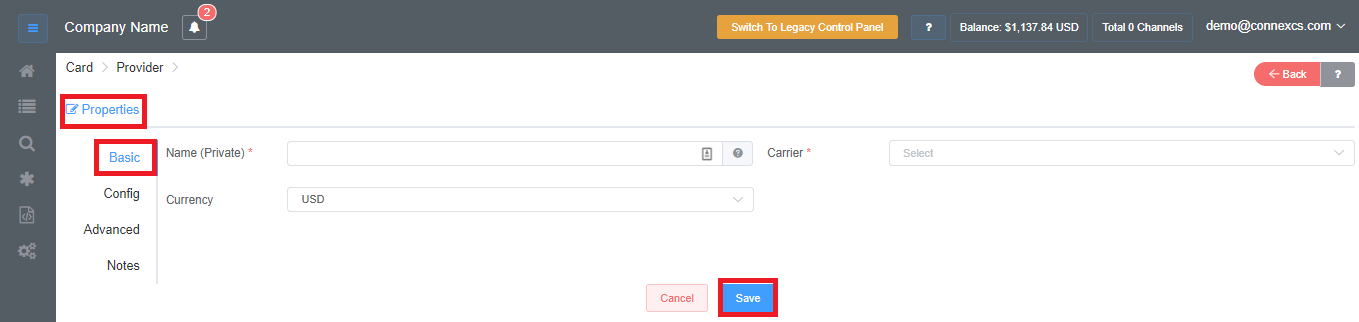 2
Company Name
Switch To Legacy Control Panel
?
Balance: $1,137.84 USD
Total 0 Channels
demo@connexcs.com
Card
Provider
Back
?
Properties
Basic
Name (Private) *
?
Carrier *
Select
Config
Currency
USD
Advanced
Notes
Cancel
Save